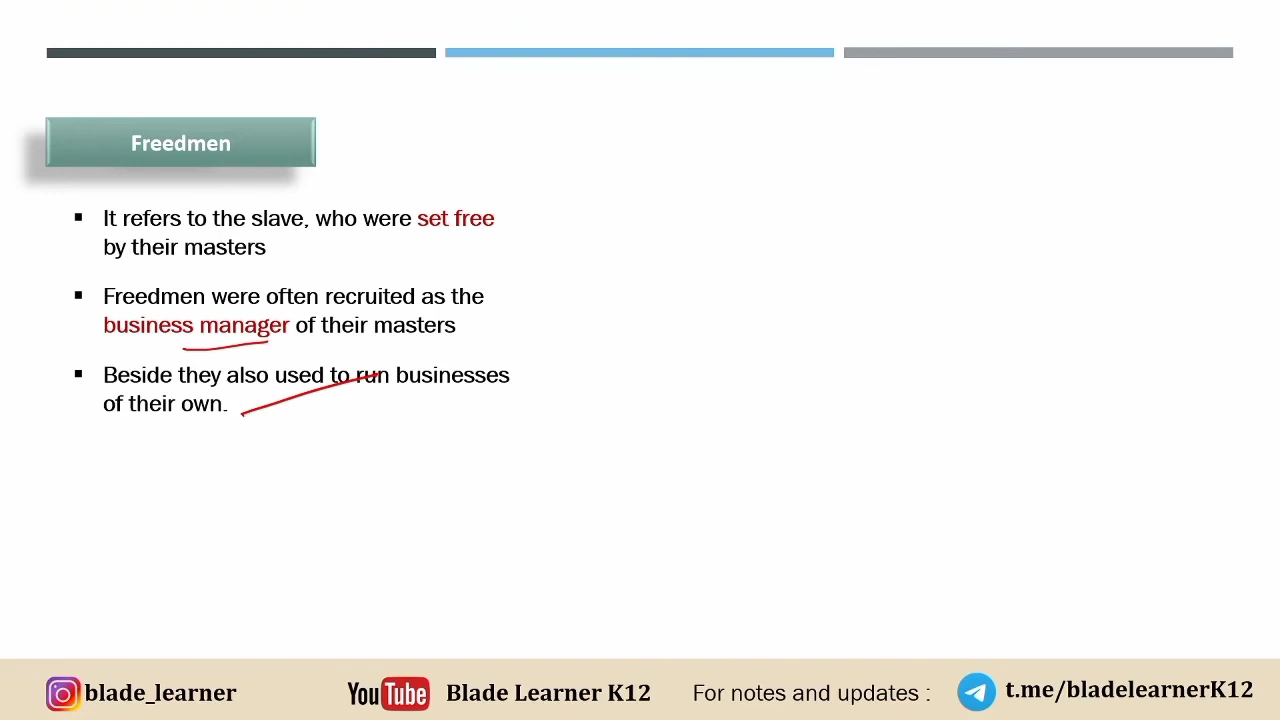 Freedmen
▪ It refers to the slave, who were set free
by their masters
▪ Freedmen were often recruited as the
business manager of their masters
▪ Beside they also used to run businesses
of their own.
blade_learner YouTube Blade Learner K12 For notes and updates : t.me/bladelearnerK12